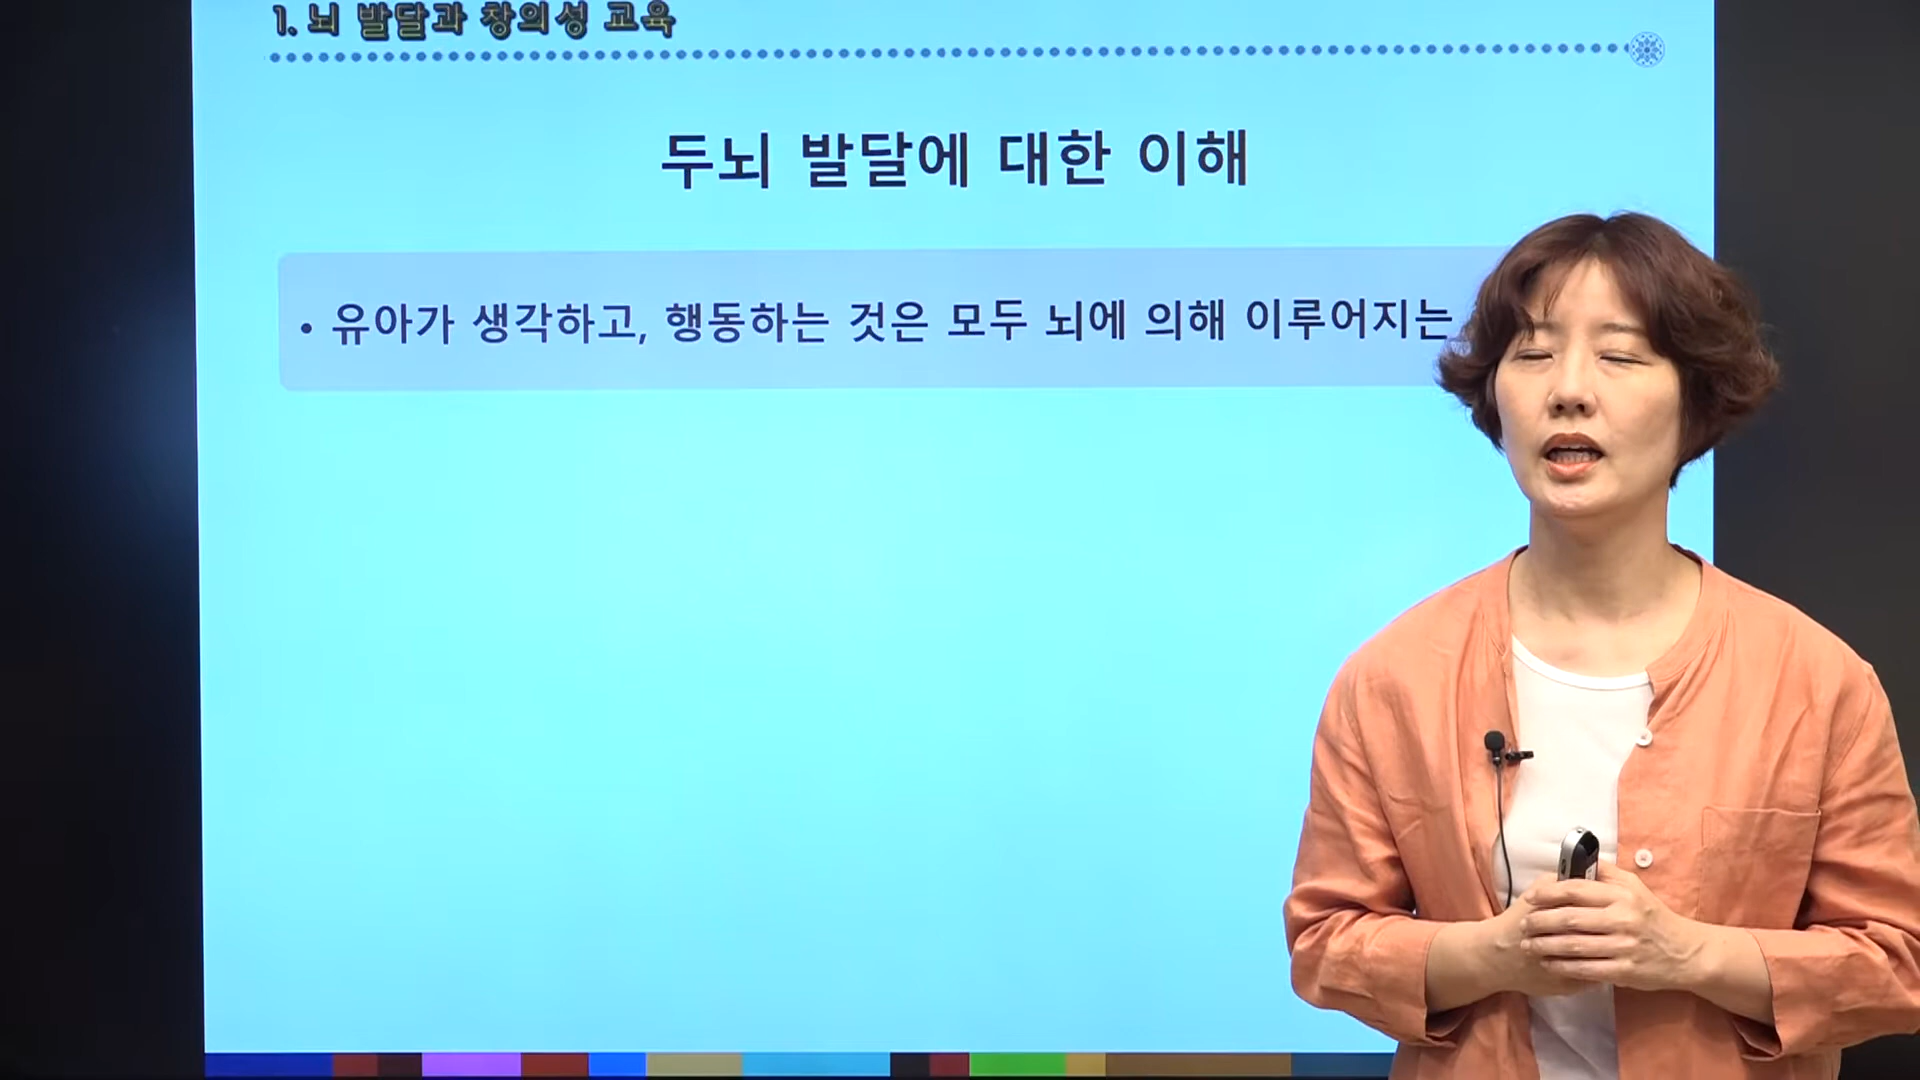 1. 뇌 발달과 창의성 교육
두뇌 발달에 대한 이해
• 유아가 생각하고, 행동하는 것은 모두 뇌에 의해 이루어지는